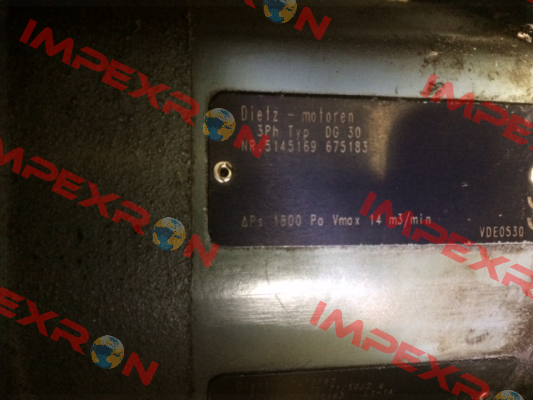 IMPEXRON
Dietz - motoren
3Ph Typ DG 30
NR.5145169 675183
ΔPs 1800 Pa Vmax 14 m3/min
VDE0530
IMPEXRON
IMPEXRON
IMPEXRON
IMPEXRON